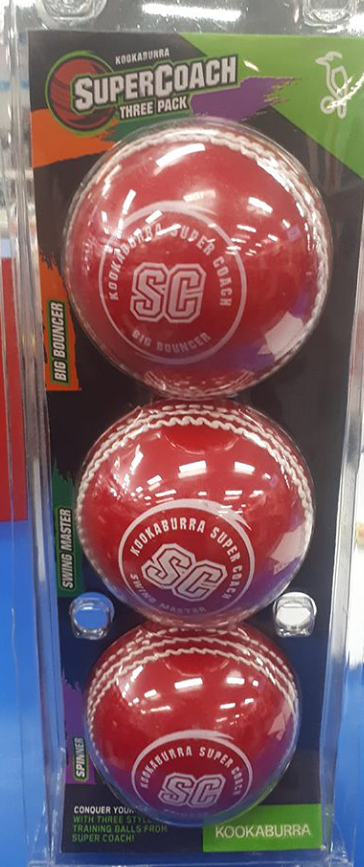 KOOKABURRA
SUPERCOACH
THREE PACK
KOOKABURRA SUPER COACH
SC
BIG BOUNCER
BIG BOUNCER
KOOKABURRA SUPER COACH
SC
SWING MASTER
SWING MASTER
KOOKABURRA SUPER COACH
SC
SPINNER
CONQUER YOUR
WITH THREE STYLE
TRAINING BALLS FROM
SUPER COACH!
KOOKABURRA